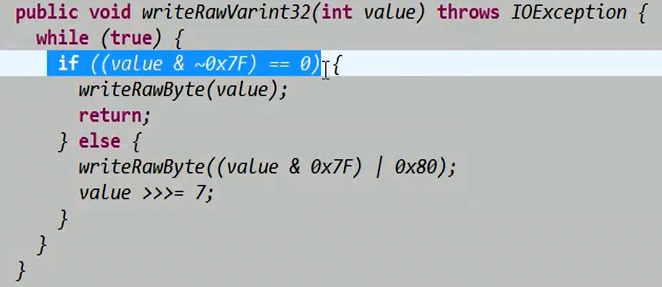 public void writeRawVarint32(int value) throws IOException {
while (true) {
if ((value & ~0x7F) == 0) {
writeRawByte(value);
return;
} else {
writeRawByte((value & 0x7F) | 0x80);
value >>>= 7;
}
}
}